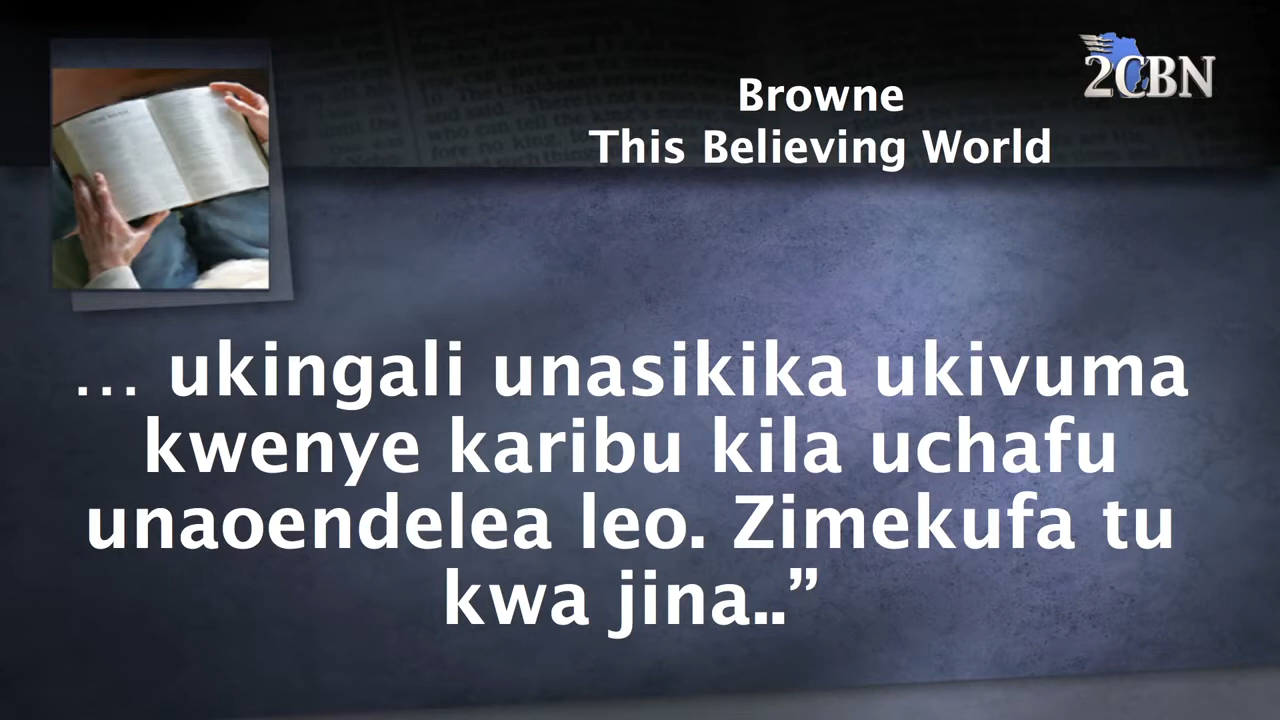 2CBN
Browne
This Believing World
… ukingali unasikika ukivuma
kwenye karibu kila uchafu
unaoendelea leo. Zimekufa tu
kwa jina..”